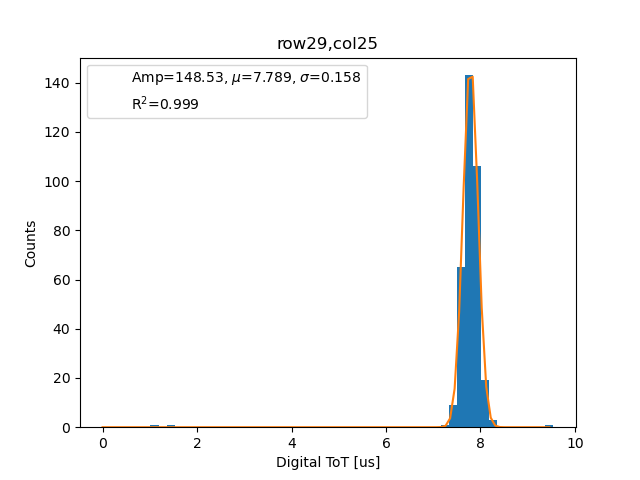 row29,col25
Amp=148.53, μ=7.789, σ=0.158
R²=0.999
Counts
140
120
100
80
60
40
20
0
0 2 4 6 8 10
Digital ToT [us]